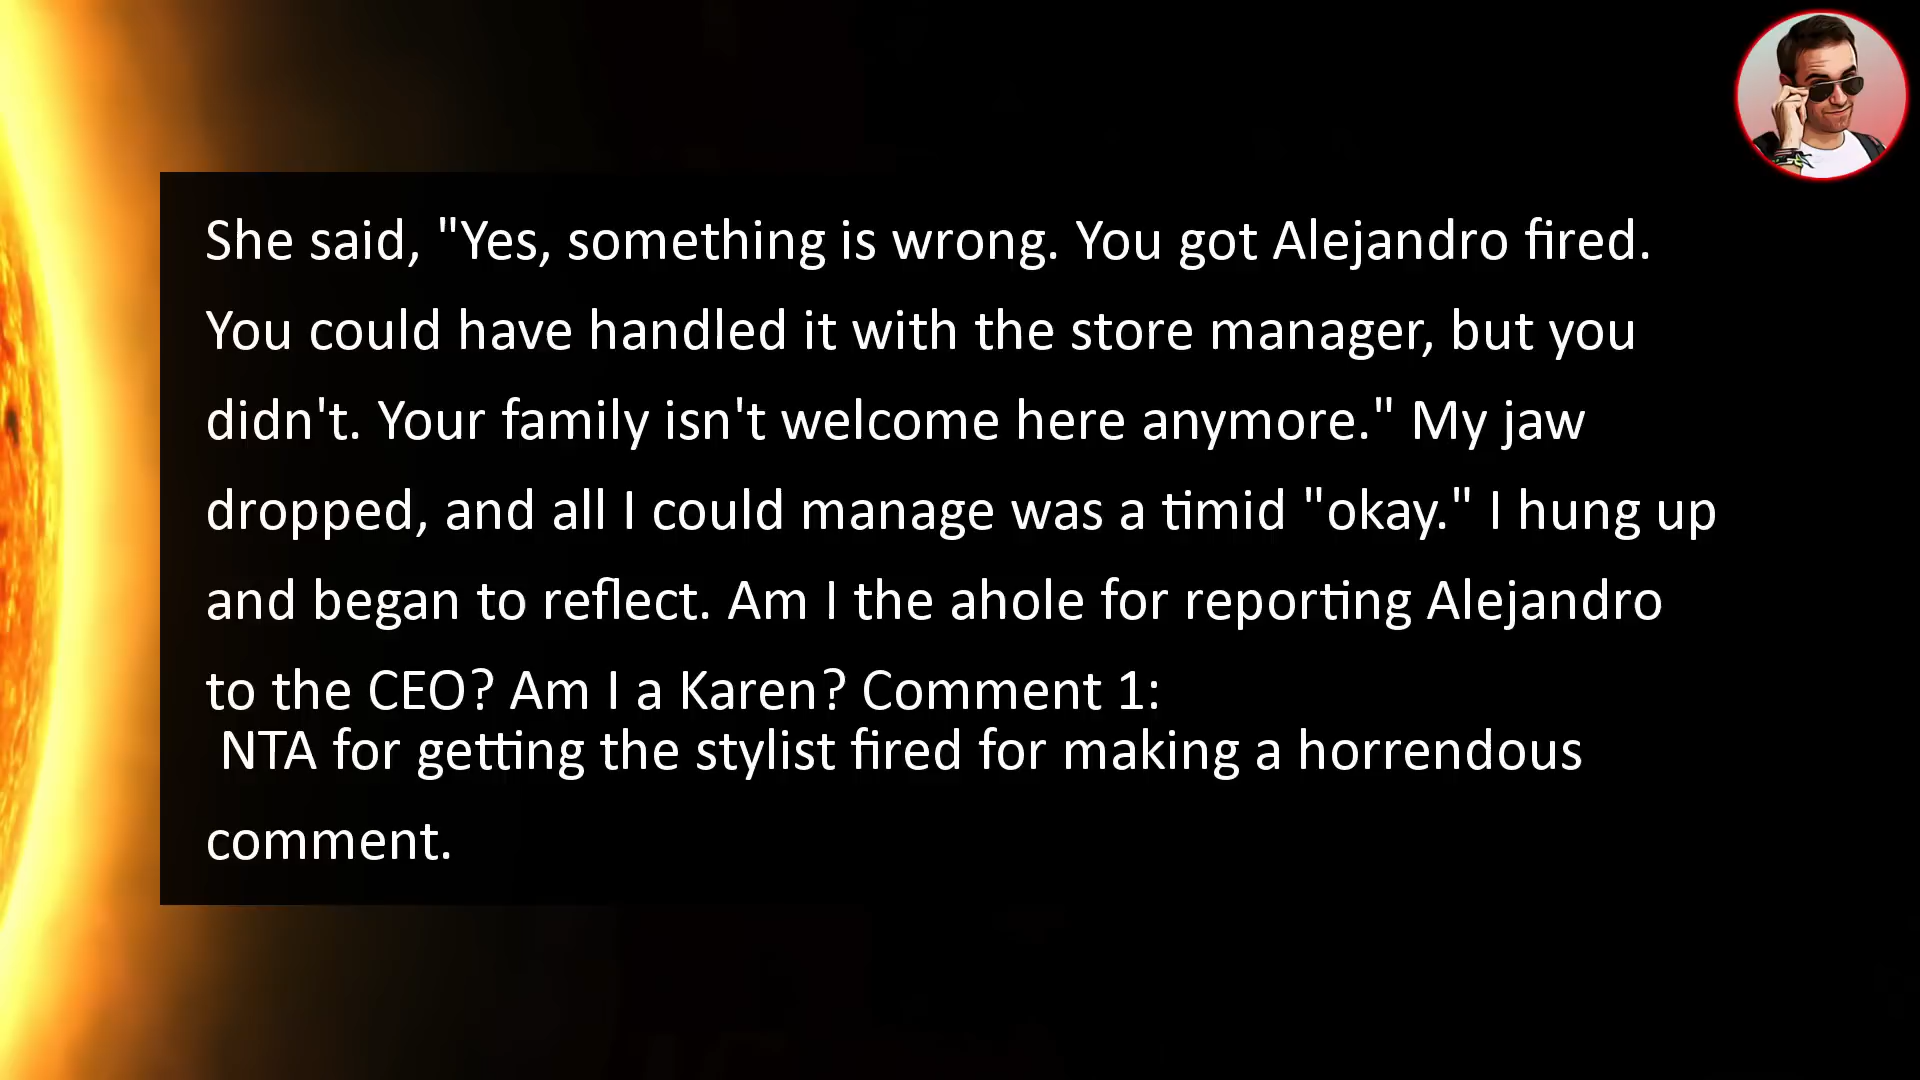 She said, "Yes, something is wrong. You got Alejandro fired.
You could have handled it with the store manager, but you
didn't. Your family isn't welcome here anymore." My jaw
dropped, and all I could manage was a timid "okay." I hung up
and began to reflect. Am I the ahole for reporting Alejandro
to the CEO? Am I a Karen? Comment 1:
NTA for getting the stylist fired for making a horrendous
comment.